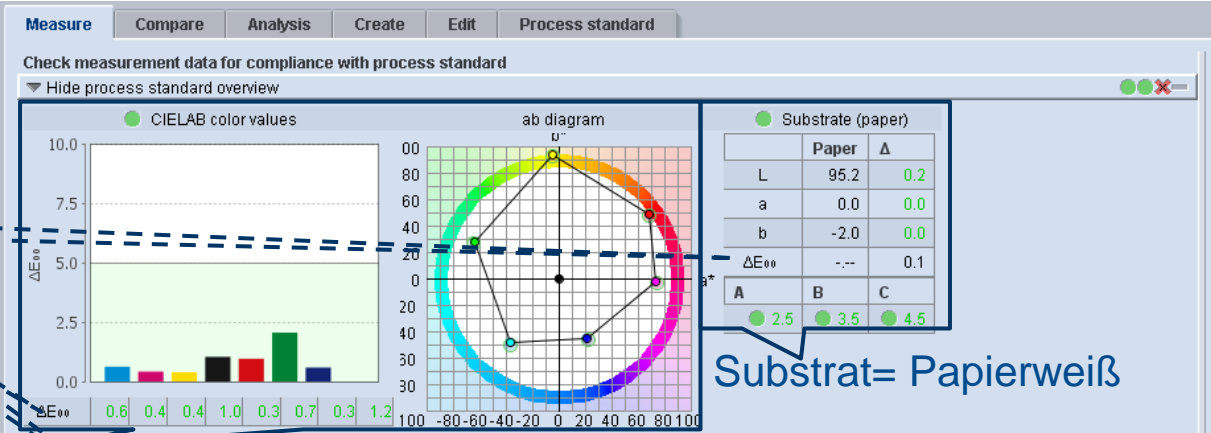 Measure Compare Analysis Create Edit Process standard
Check measurement data for compliance with process standard
Hide process standard overview
CIELAB color values
ab diagram
Substrate (paper)
b*
10.0
7.5
5.0
2.5
0.0
ΔE₀₀
ΔE₀₀ 0.6 0.4 0.4 1.0 0.3 0.7 0.3 1.2
00
80
60
40
20
0
20
40
60
80
100 -80 -60 -40 -20 0 20 40 60 80 100
a*
Paper Δ
L 95.2 0.2
a 0.0 0.0
b -2.0 0.0
ΔE₀₀ -.-- 0.1
A B C
2.5 3.5 4.5
Substrat= Papierweiß